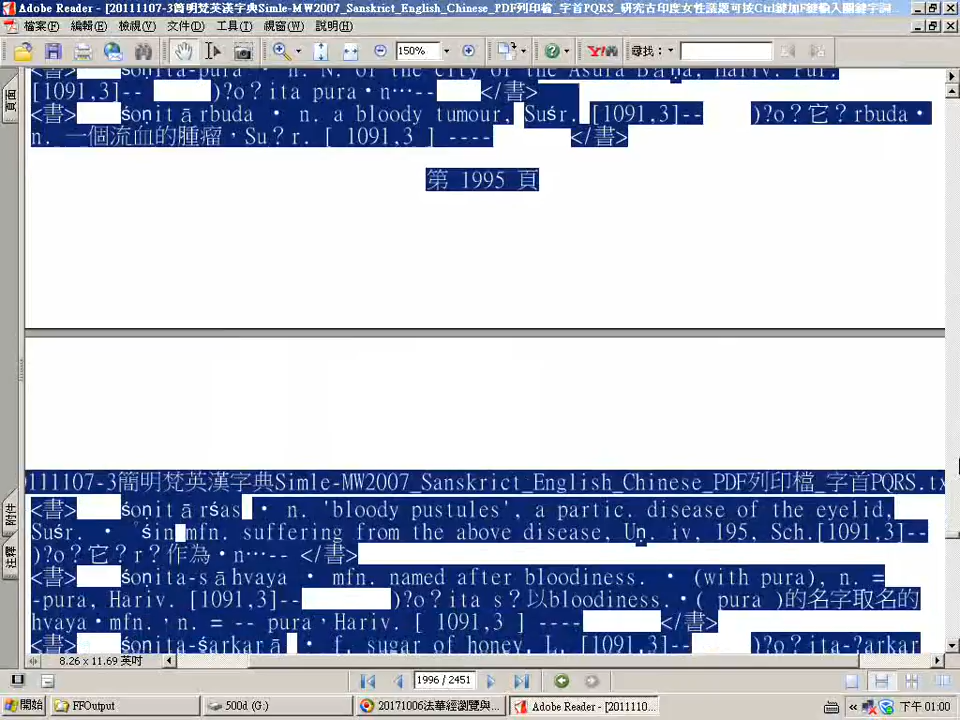 Adobe Reader - [20111107-3簡明梵英漢字典Simle-MW2007_Sanskrict_English_Chinese_PDF列印檔_字首PQRS_研究古印度女性議題可按Ctrl鍵加F鍵輸入關鍵字詞...
檔案(F) 編輯(E) 檢視(V) 文件(D) 工具(T) 視窗(W) 說明(H)
150% Y! 尋找:
頁面
<書> śoṇita-pura · n. N. of the city of the Asura Bāṇa, Hariv. Pur.
[1091,3]-- )?o？ita pura·n…-- </書>
<書> śoṇitārbuda · n. a bloody tumour, Suśr. [1091,3]-- )?o？它？rbuda·
n. 一個流血的腫瘤，Su？r. [ 1091,3 ] ---- </書>
第 1995 頁
111107-3簡明梵英漢字典Simle-MW2007_Sanskrict_English_Chinese_PDF列印檔_字首PQRS.tx
<書> śoṇitārśas · n. 'bloody pustules', a partic. disease of the eyelid,
Suśr. · °śin mfn. suffering from the above disease, Uṇ. iv, 195, Sch.[1091,3]--
)?o？它？r？作為·n…-- </書>
<書> śoṇita-sāhvaya · mfn. named after bloodiness. · (with pura), n. =
-pura, Hariv. [1091,3]-- )?o？ita s？以bloodiness.·( pura )的名字取名的
hvaya·mfn.，n. = -- pura，Hariv. [ 1091,3 ] ---- </書>
<書> śoṇita-śarkarā · f. sugar of honey, L. [1091,3]-- )?o？ita-?arkar
附件
注釋
8.26 x 11.69 英吋
1996 / 2451
開始 FFOutput 500d (G:) 20171006法華經瀏覽與... Adobe Reader - [2011110... 下午 01:00